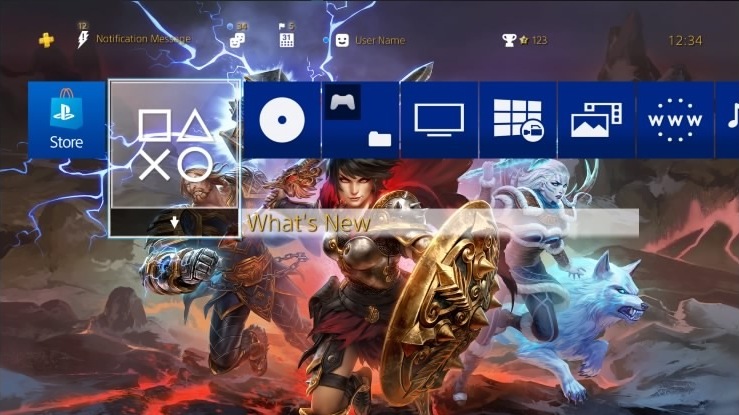 12
Notification Message
34
5
31
User Name
123
12:34
Store
WWW
What's New